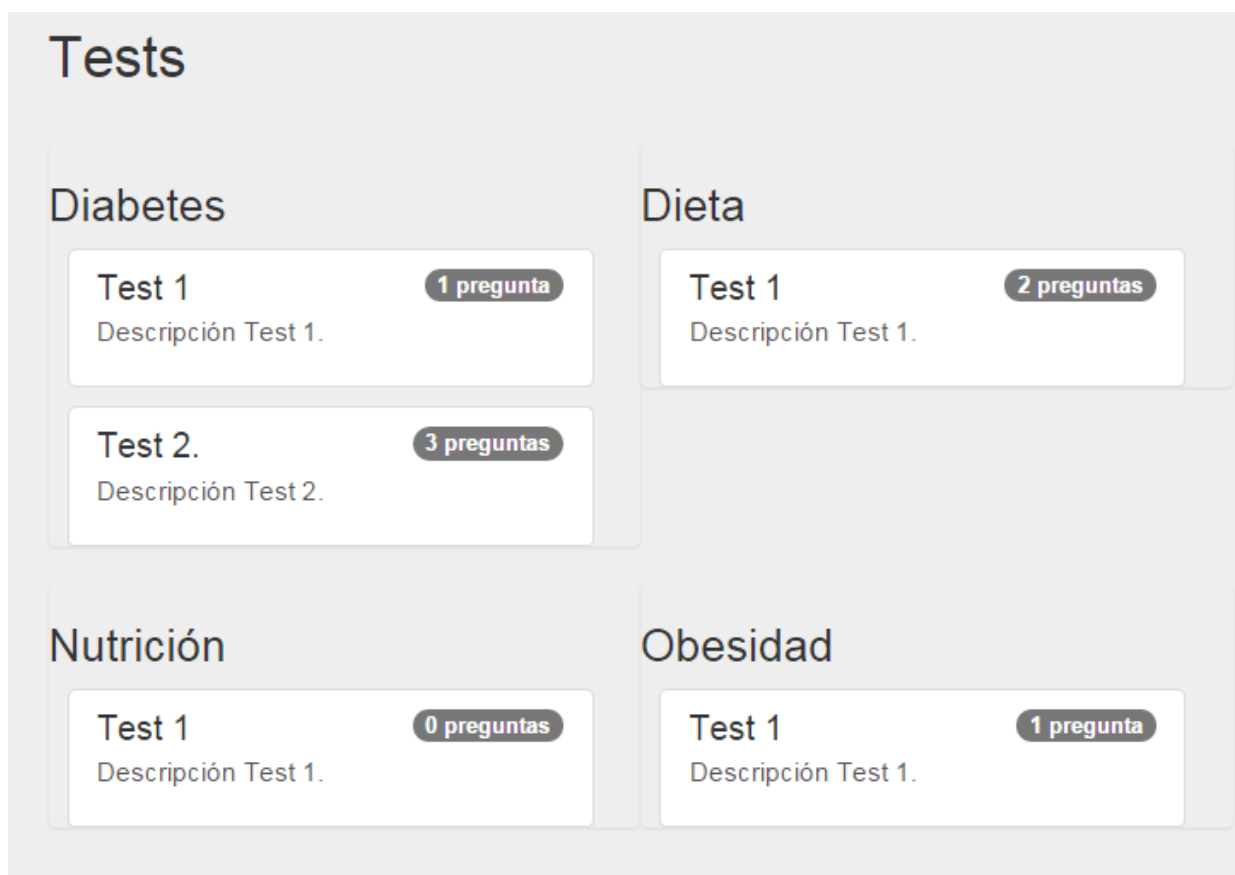 Tests
Diabetes
Test 1
1 pregunta
Descripción Test 1.
Test 2.
3 preguntas
Descripción Test 2.
Dieta
Test 1
2 preguntas
Descripción Test 1.
Nutrición
Test 1
0 preguntas
Descripción Test 1.
Obesidad
Test 1
1 pregunta
Descripción Test 1.